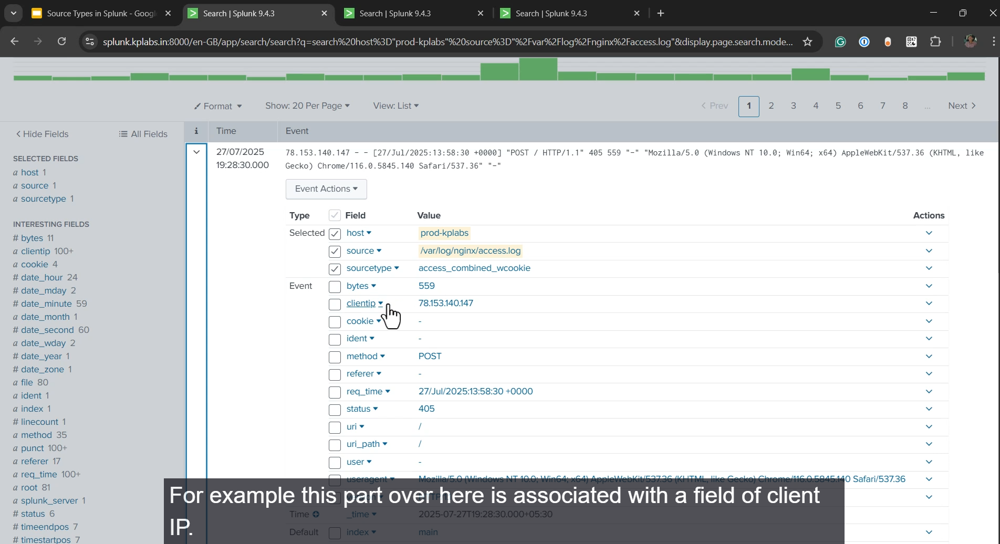 Source Types in Splunk - Googl
Search | Splunk 9.4.3
Search | Splunk 9.4.3
Search | Splunk 9.4.3
splunk.kplabs.in:8000/en-GB/app/search/search?q=search%20host%3D"prod-kplabs"%20source%3D"%2Fvar%2Flog%2Fnginx%2Faccess.log"&display.page.search.mode...
Format
Show: 20 Per Page
View: List
< Prev
1
2
3
4
5
6
7
8
...
Next >
< Hide Fields
All Fields
i
Time
Event
SELECTED FIELDS
a host 1
a source 1
a sourcetype 1
INTERESTING FIELDS
# bytes 11
a clientip 100+
a cookie 4
# date_hour 24
# date_mday 2
# date_minute 59
a date_month 1
# date_second 60
a date_wday 2
# date_year 1
# date_zone 1
a file 80
a ident 1
a index 1
# linecount 1
a method 35
a punct 100+
a referer 17
a req_time 100+
a root 81
a splunk_server 1
# status 6
# timeendpos 7
# timestartpos 7
27/07/2025
19:28:30.000
78.153.140.147 - - [27/Jul/2025:13:58:30 +0000] "POST / HTTP/1.1" 405 559 "-" "Mozilla/5.0 (Windows NT 10.0; Win64; x64) AppleWebKit/537.36 (KHTML, like
Gecko) Chrome/116.0.5845.140 Safari/537.36" "-"
Event Actions
Type Field Value Actions
Selected host prod-kplabs
source /var/log/nginx/access.log
sourcetype access_combined_wcookie
Event bytes 559
clientip 78.153.140.147
cookie -
ident -
method POST
referer -
req_time 27/Jul/2025:13:58:30 +0000
status 405
uri /
uri_path /
user -
useragent Mozilla/5.0 (Windows NT 10.0; Win64; x64) AppleWebKit/537.36 (KHTML, like Gecko) Chrome/116.0.5845.140 Safari/537.36
Time _time 2025-07-27T19:28:30.000+05:30
Default index main
For example this part over here is associated with a field of client
IP.